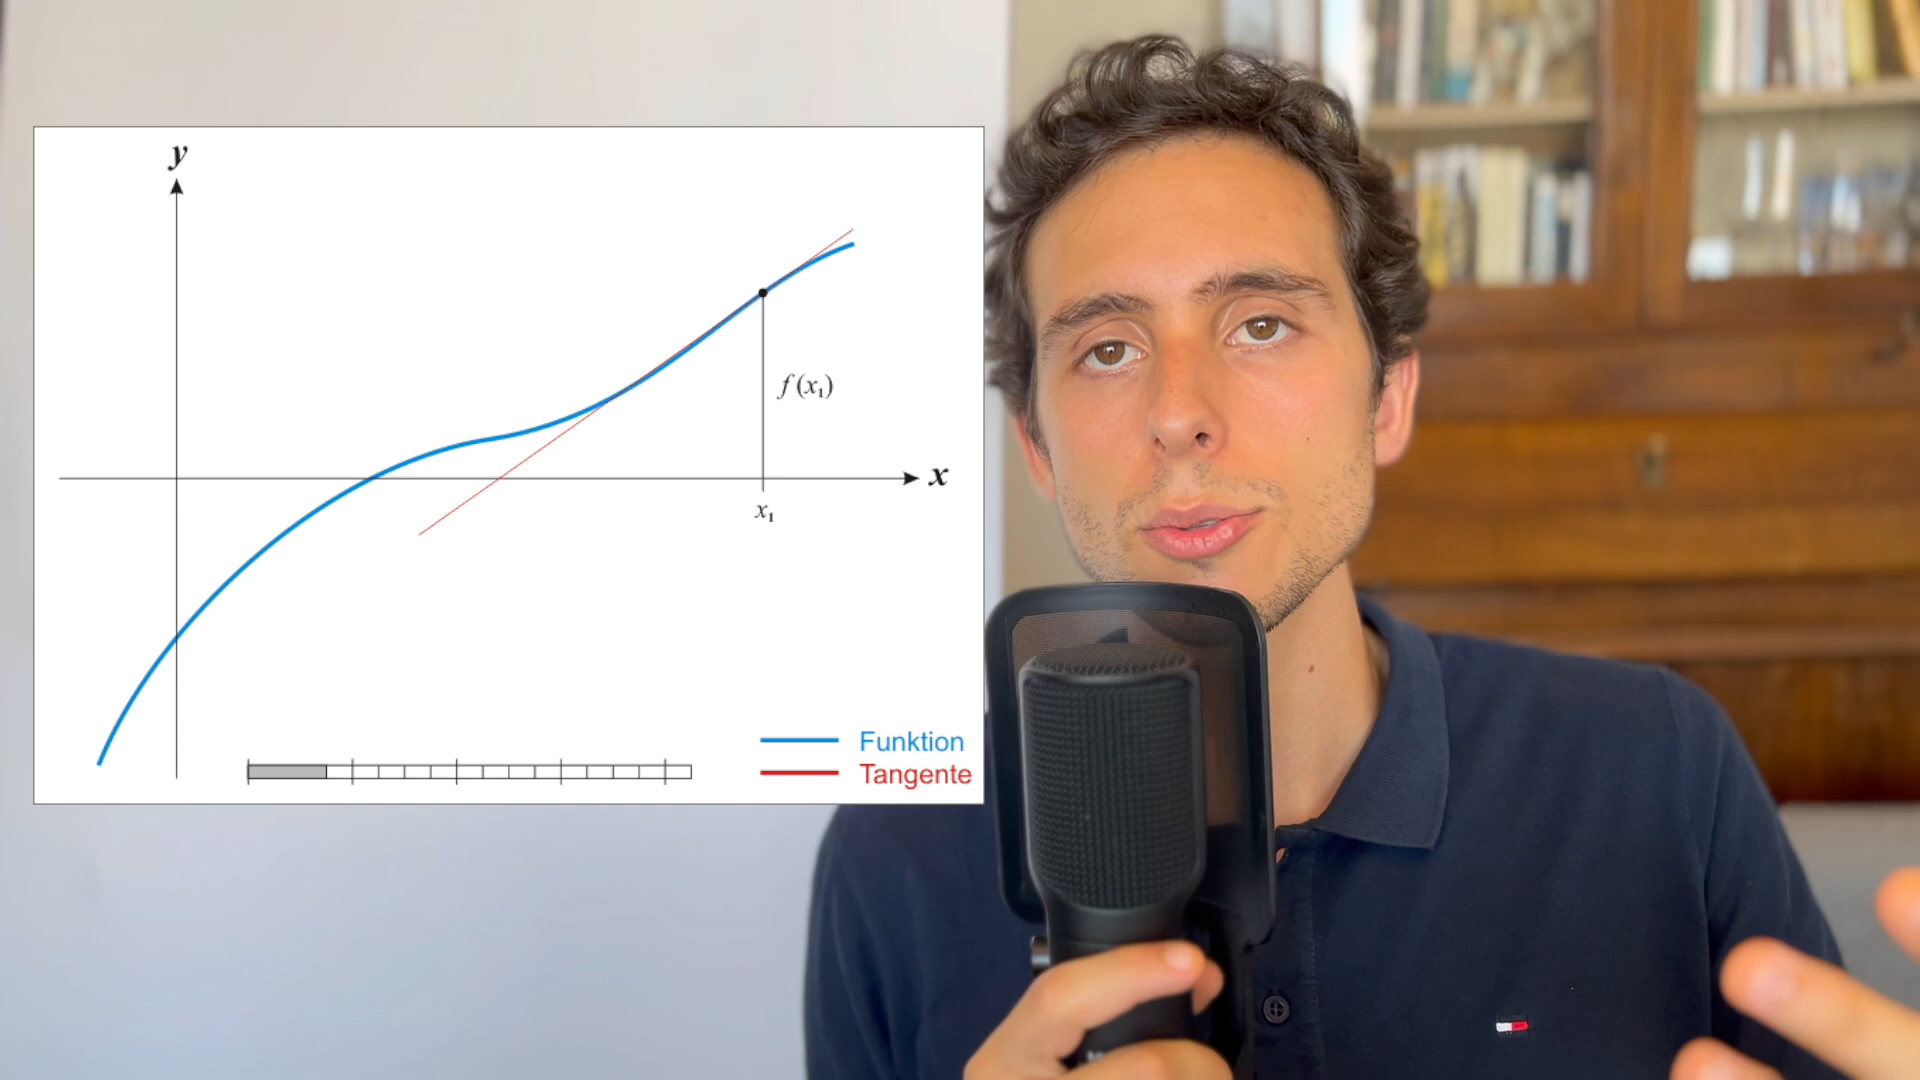 y
f(x₁)
x
x₁
Funktion
Tangente